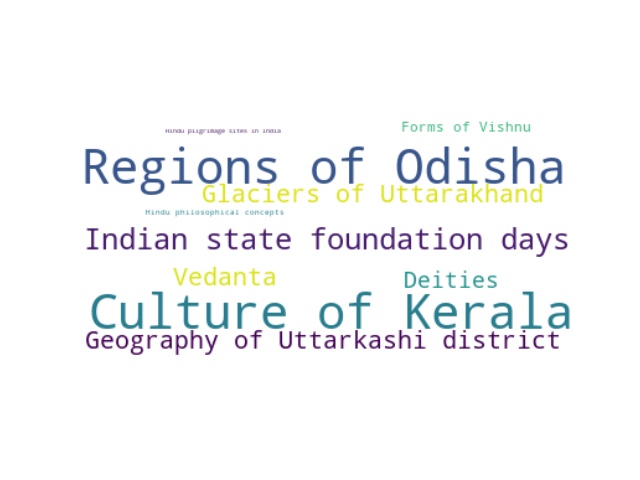 Hindu pilgrimage sites in India
Forms of Vishnu
Regions of Odisha
Glaciers of Uttarakhand
Hindu philosophical concepts
Indian state foundation days
Vedanta
Deities
Culture of Kerala
Geography of Uttarkashi district